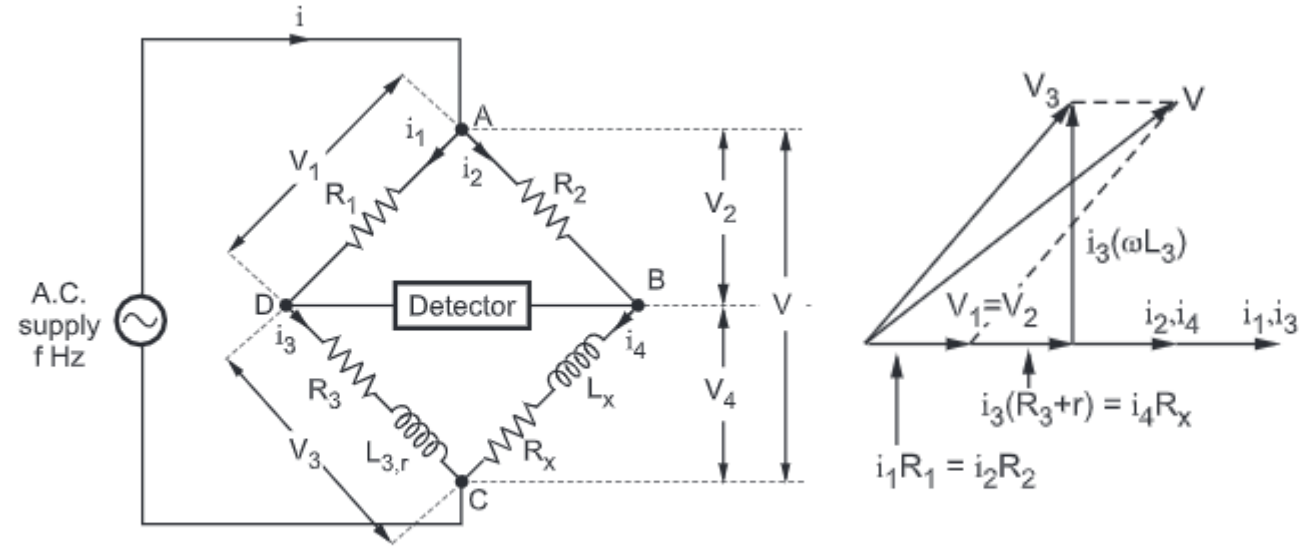 i
A
i₁
i₂
V₁
R₁
R₂
V₂
V
A.C.
supply
f Hz
D
Detector
B
i₃
i₄
R₃
L₃,r
Lₓ
Rₓ
V₄
V₃
C
V₃
V
i₃(ωL₃)
V₁=V₂
i₂,i₄
i₁,i₃
i₃(R₃+r) = i₄Rₓ
i₁R₁ = i₂R₂